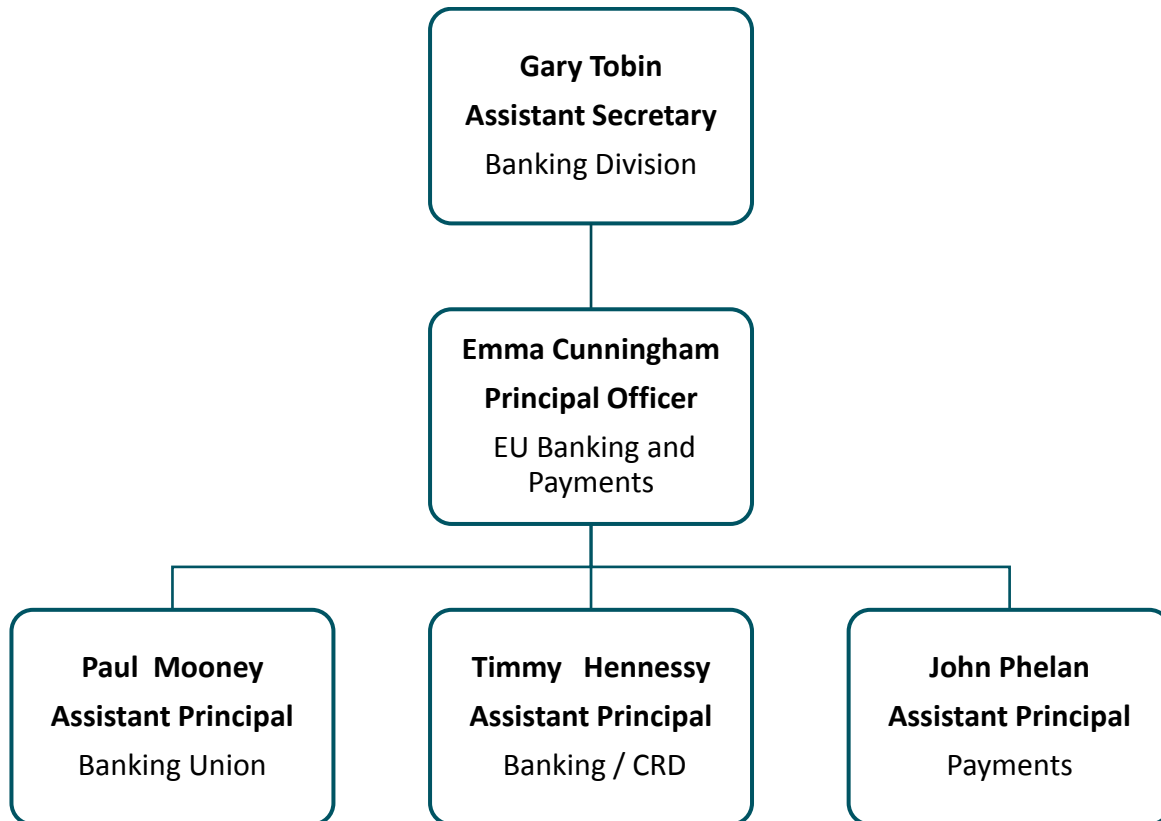 Gary Tobin
Assistant Secretary
Banking Division
Emma Cunningham
Principal Officer
EU Banking and
Payments
Paul  Mooney
Assistant Principal
Banking Union
Timmy   Hennessy
Assistant Principal
Banking / CRD
John Phelan
Assistant Principal
Payments